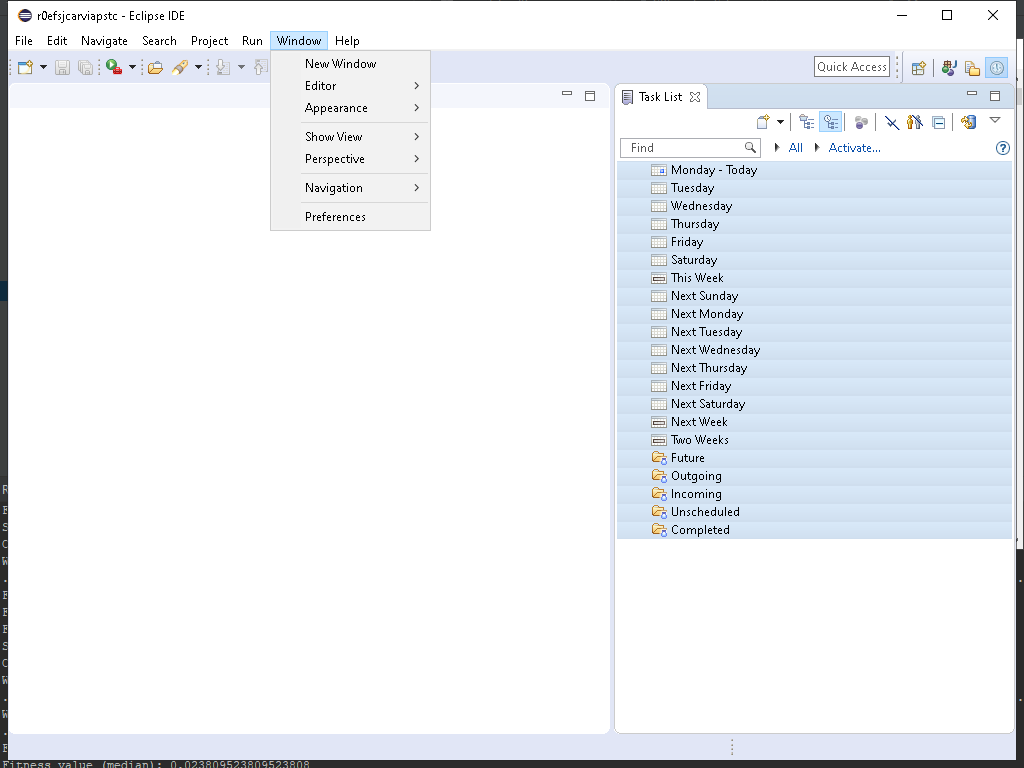 r0efsjcarviapstc - Eclipse IDE
File Edit Navigate Search Project Run Window Help
New Window
Editor
Appearance
Show View
Perspective
Navigation
Preferences
Quick Access
Task List
Find
All
Activate...
Monday - Today
Tuesday
Wednesday
Thursday
Friday
Saturday
This Week
Next Sunday
Next Monday
Next Tuesday
Next Wednesday
Next Thursday
Next Friday
Next Saturday
Next Week
Two Weeks
Future
Outgoing
Incoming
Unscheduled
Completed
Fitness value (median): 0.023809523809523808